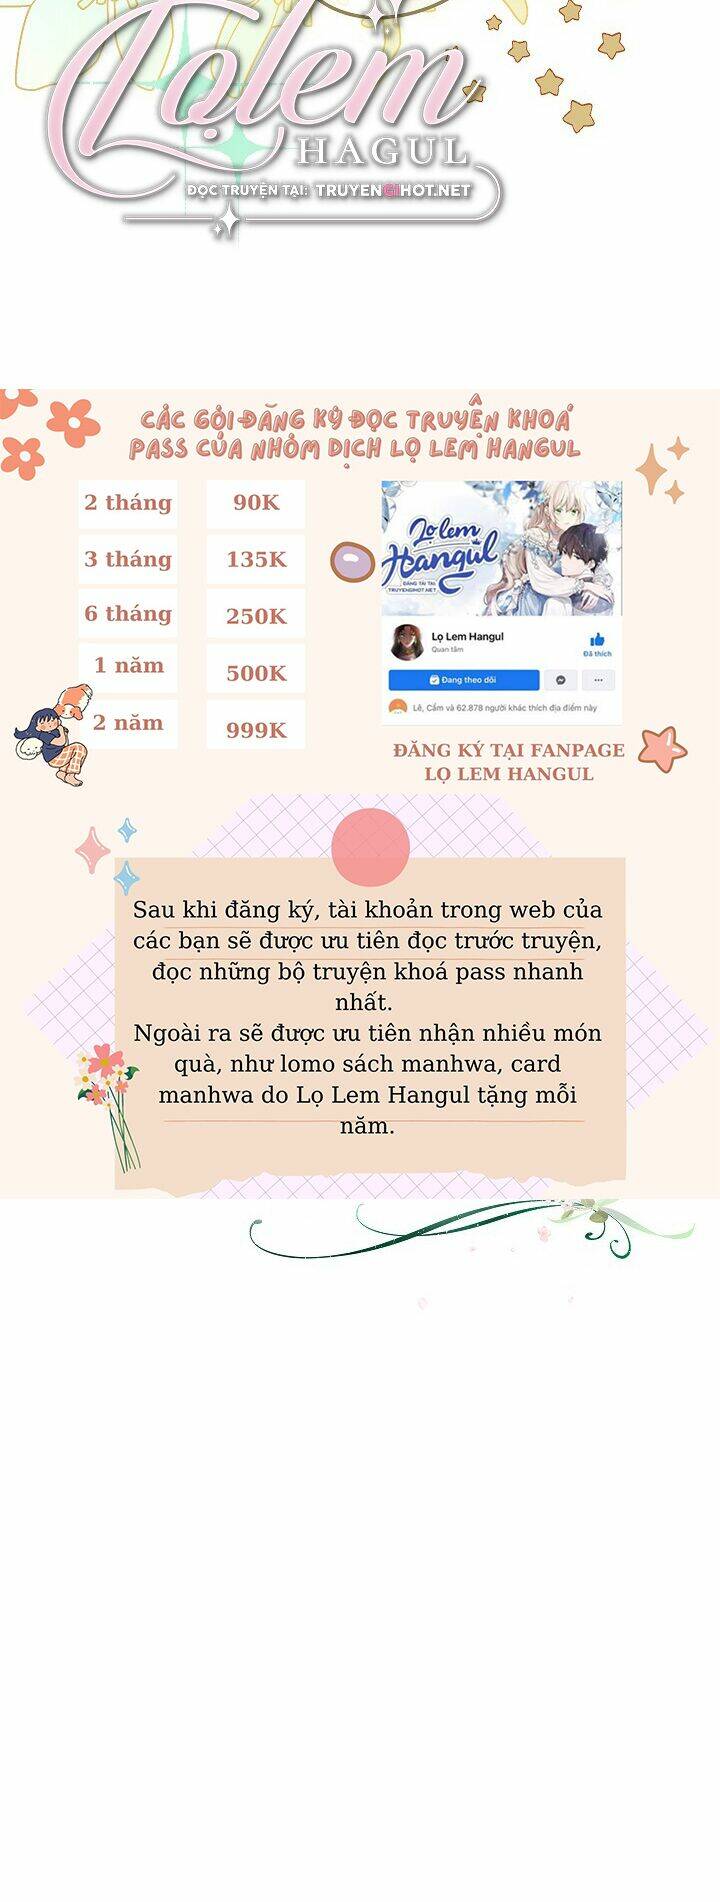 Lọlem
HAGUL
ĐỌC TRUYỆN TẠI: TRUYENGIHOT.NET
CÁC GÓI ĐĂNG KÝ ĐỌC TRUYỆN KHOÁ
PASS CỦA NHÓM DỊCH LỌ LEM HANGUL
2 tháng 90K
3 tháng 135K
6 tháng 250K
1 năm 500K
2 năm 999K
Lọ lem
Hangul
ĐĂNG TẢI TẠI:
TRUYENGIHOT.NET
Lọ Lem Hangul
Quan tâm
Đã thích
Đang theo dõi
Lê, Cẩm và 62.878 người khác thích địa điểm này
ĐĂNG KÝ TẠI FANPAGE
LỌ LEM HANGUL
Sau khi đăng ký, tài khoản trong web của
các bạn sẽ được ưu tiên đọc trước truyện,
đọc những bộ truyện khoá pass nhanh
nhất.
Ngoài ra sẽ được ưu tiên nhận nhiều món
quà, như lomo sách manhwa, card
manhwa do Lọ Lem Hangul tặng mỗi
năm.